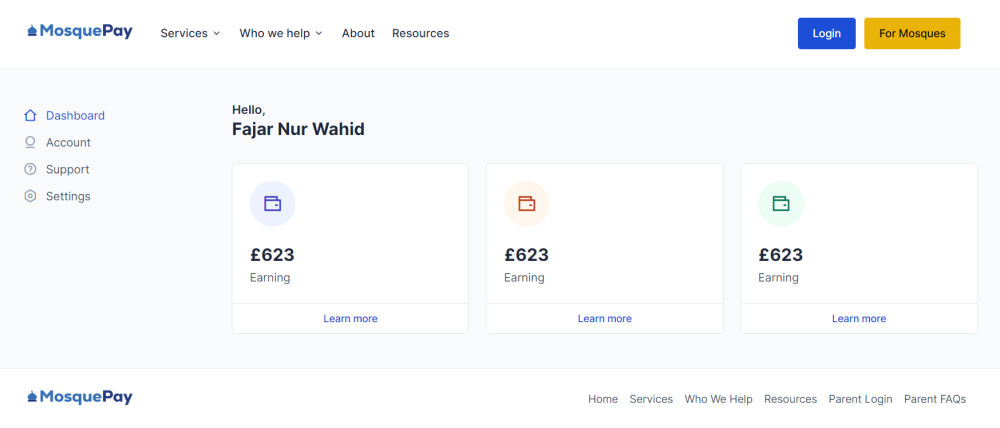 MosquePay
Services Who we help About Resources Login For Mosques
Dashboard
Account
Support
Settings
Hello,
Fajar Nur Wahid
£623
Earning
Learn more
£623
Earning
Learn more
£623
Earning
Learn more
MosquePay
Home Services Who We Help Resources Parent Login Parent FAQs